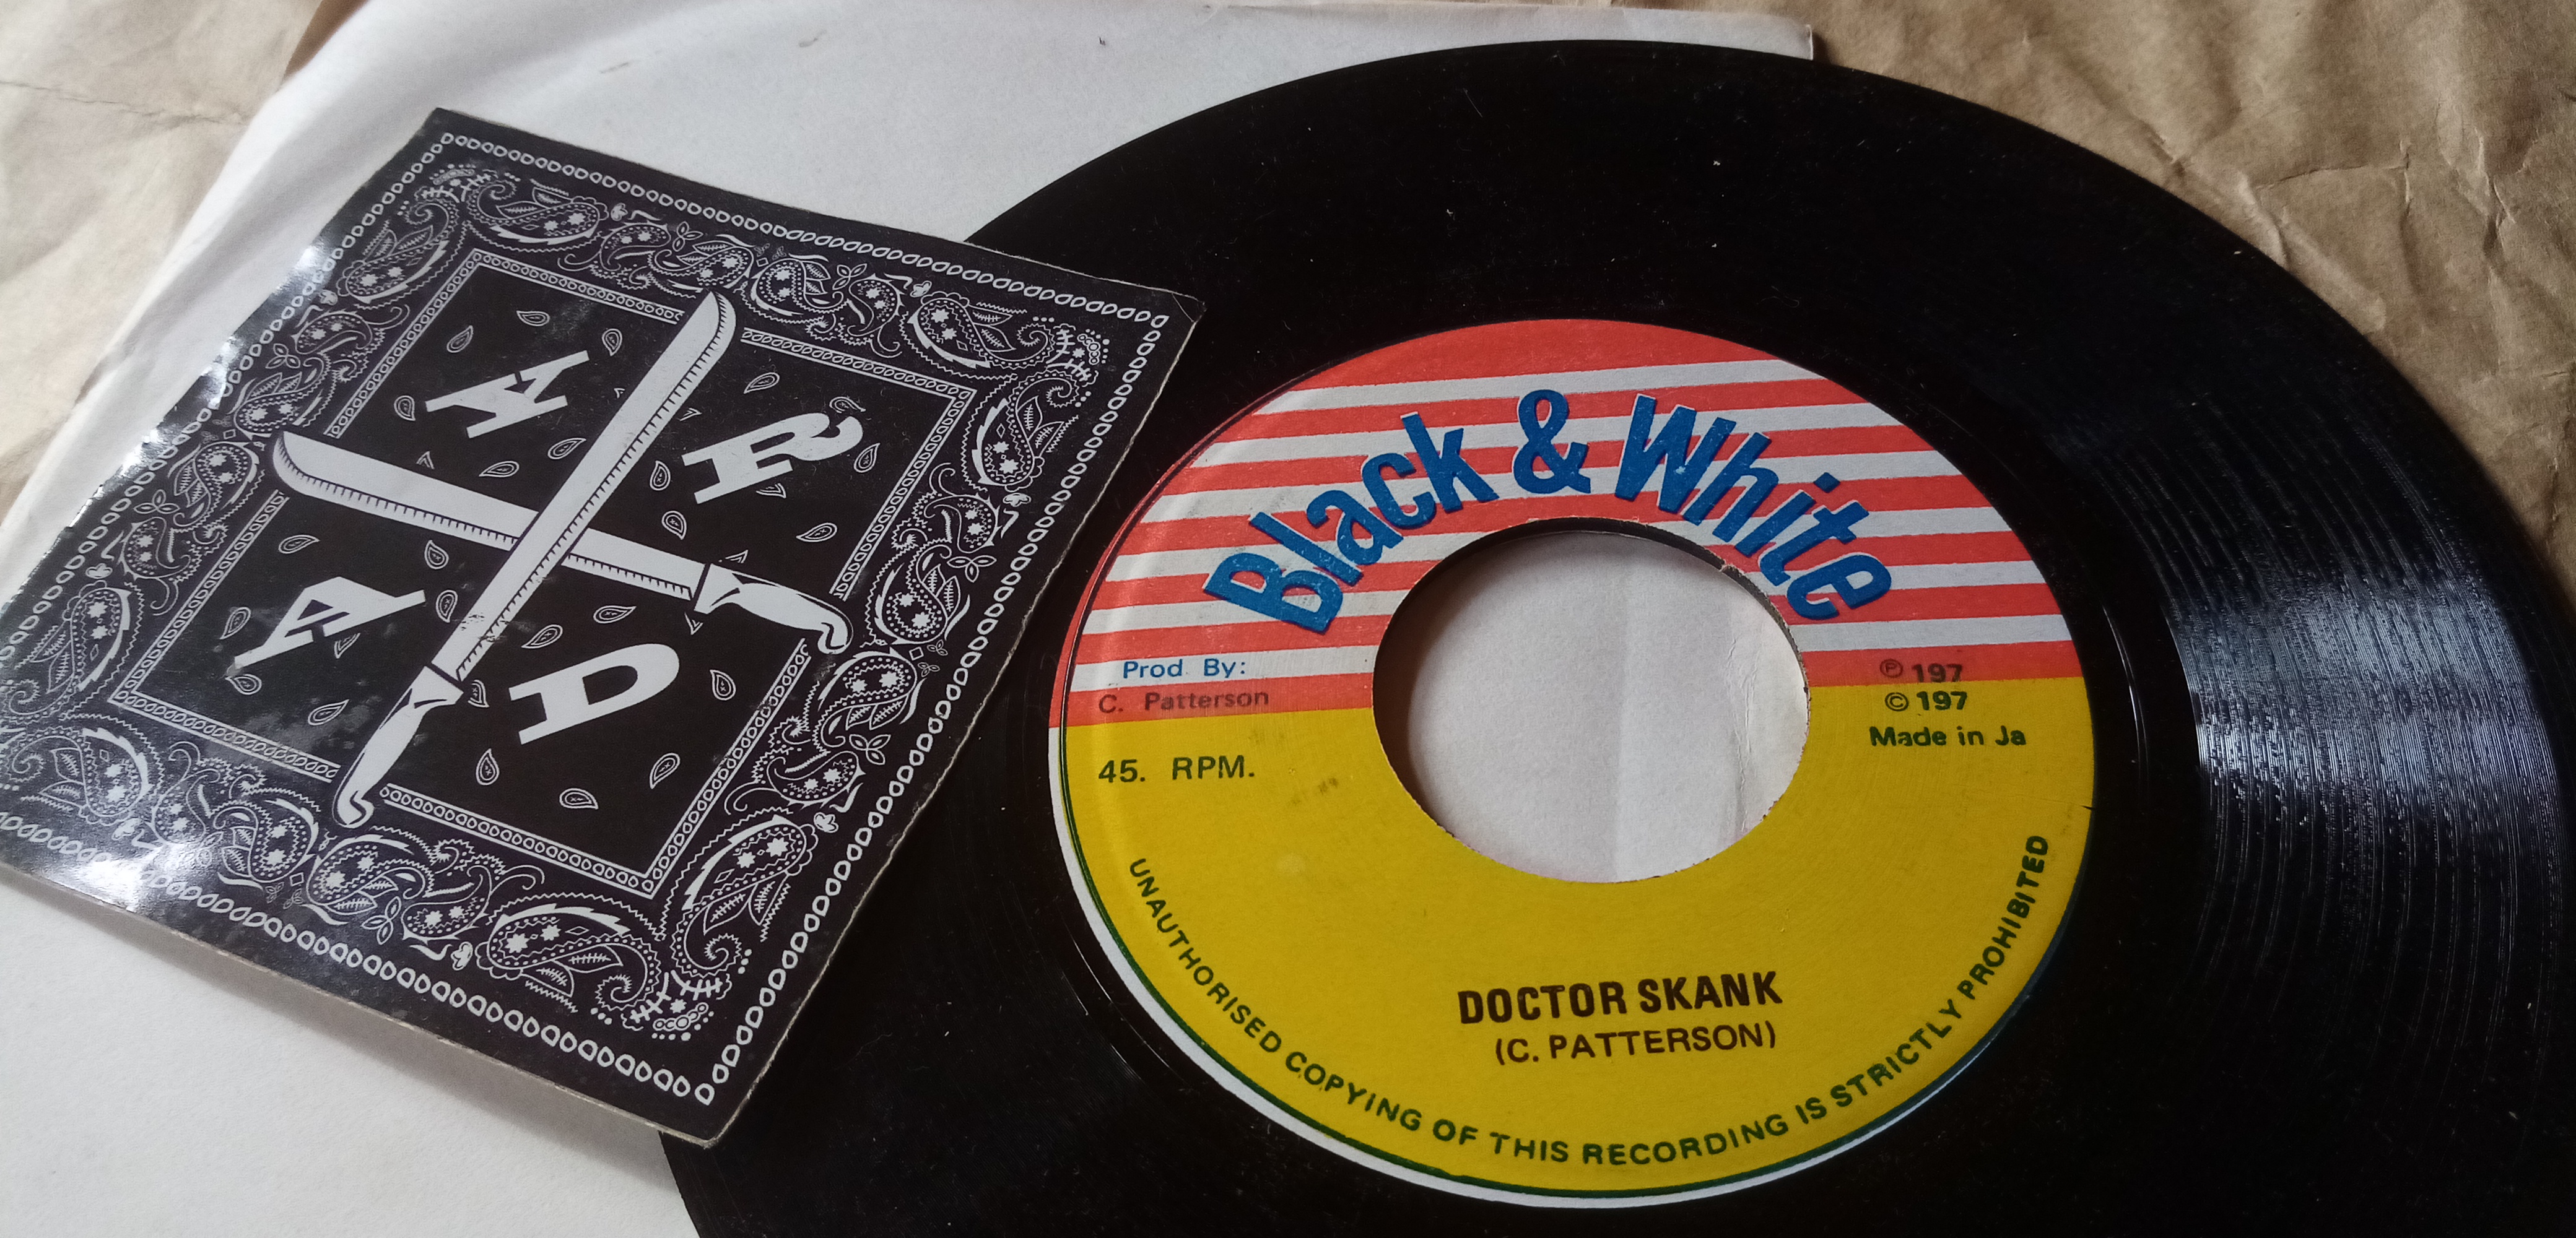 A R
A D
Black & White
Prod By:
C. Patterson
℗ 197
© 197
Made in Ja
45. RPM.
DOCTOR SKANK
(C. PATTERSON)
UNAUTHORISED COPYING OF THIS RECORDING IS STRICTLY PROHIBITED